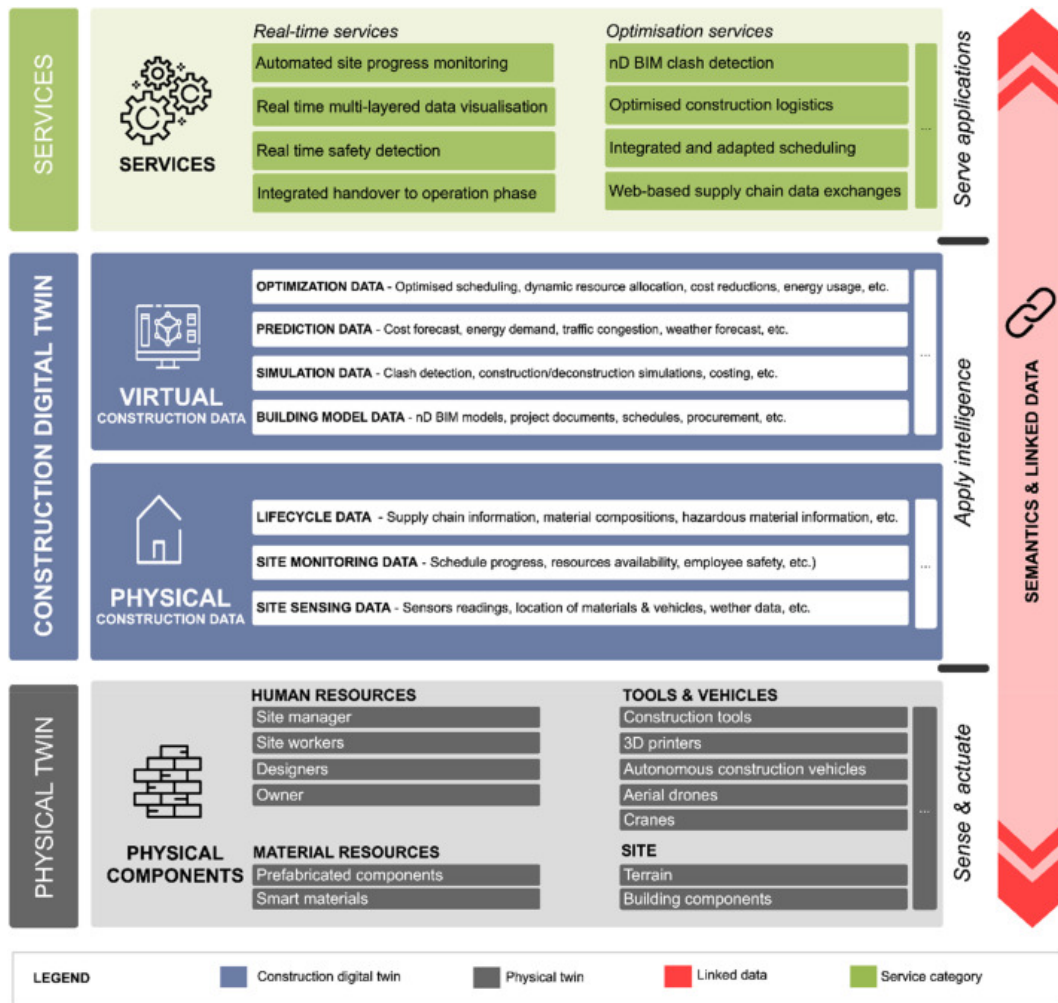 SERVICES
SERVICES
Real-time services
Automated site progress monitoring
Real time multi-layered data visualisation
Real time safety detection
Integrated handover to operation phase
Optimisation services
nD BIM clash detection
Optimised construction logistics
Integrated and adapted scheduling
Web-based supply chain data exchanges
...
Serve applications
CONSTRUCTION DIGITAL TWIN
VIRTUAL
CONSTRUCTION DATA
OPTIMIZATION DATA - Optimised scheduling, dynamic resource allocation, cost reductions, energy usage, etc.
PREDICTION DATA - Cost forecast, energy demand, traffic congestion, weather forecast, etc.
SIMULATION DATA - Clash detection, construction/deconstruction simulations, costing, etc.
BUILDING MODEL DATA - nD BIM models, project documents, schedules, procurement, etc.
...
PHYSICAL
CONSTRUCTION DATA
LIFECYCLE DATA - Supply chain information, material compositions, hazardous material information, etc.
SITE MONITORING DATA - Schedule progress, resources availability, employee safety, etc.)
SITE SENSING DATA - Sensors readings, location of materials & vehicles, wether data, etc.
...
Apply intelligence
PHYSICAL TWIN
PHYSICAL
COMPONENTS
HUMAN RESOURCES
Site manager
Site workers
Designers
Owner
MATERIAL RESOURCES
Prefabricated components
Smart materials
TOOLS & VEHICLES
Construction tools
3D printers
Autonomous construction vehicles
Aerial drones
Cranes
SITE
Terrain
Building components
...
Sense & actuate
SEMANTICS & LINKED DATA
LEGEND
Construction digital twin
Physical twin
Linked data
Service category